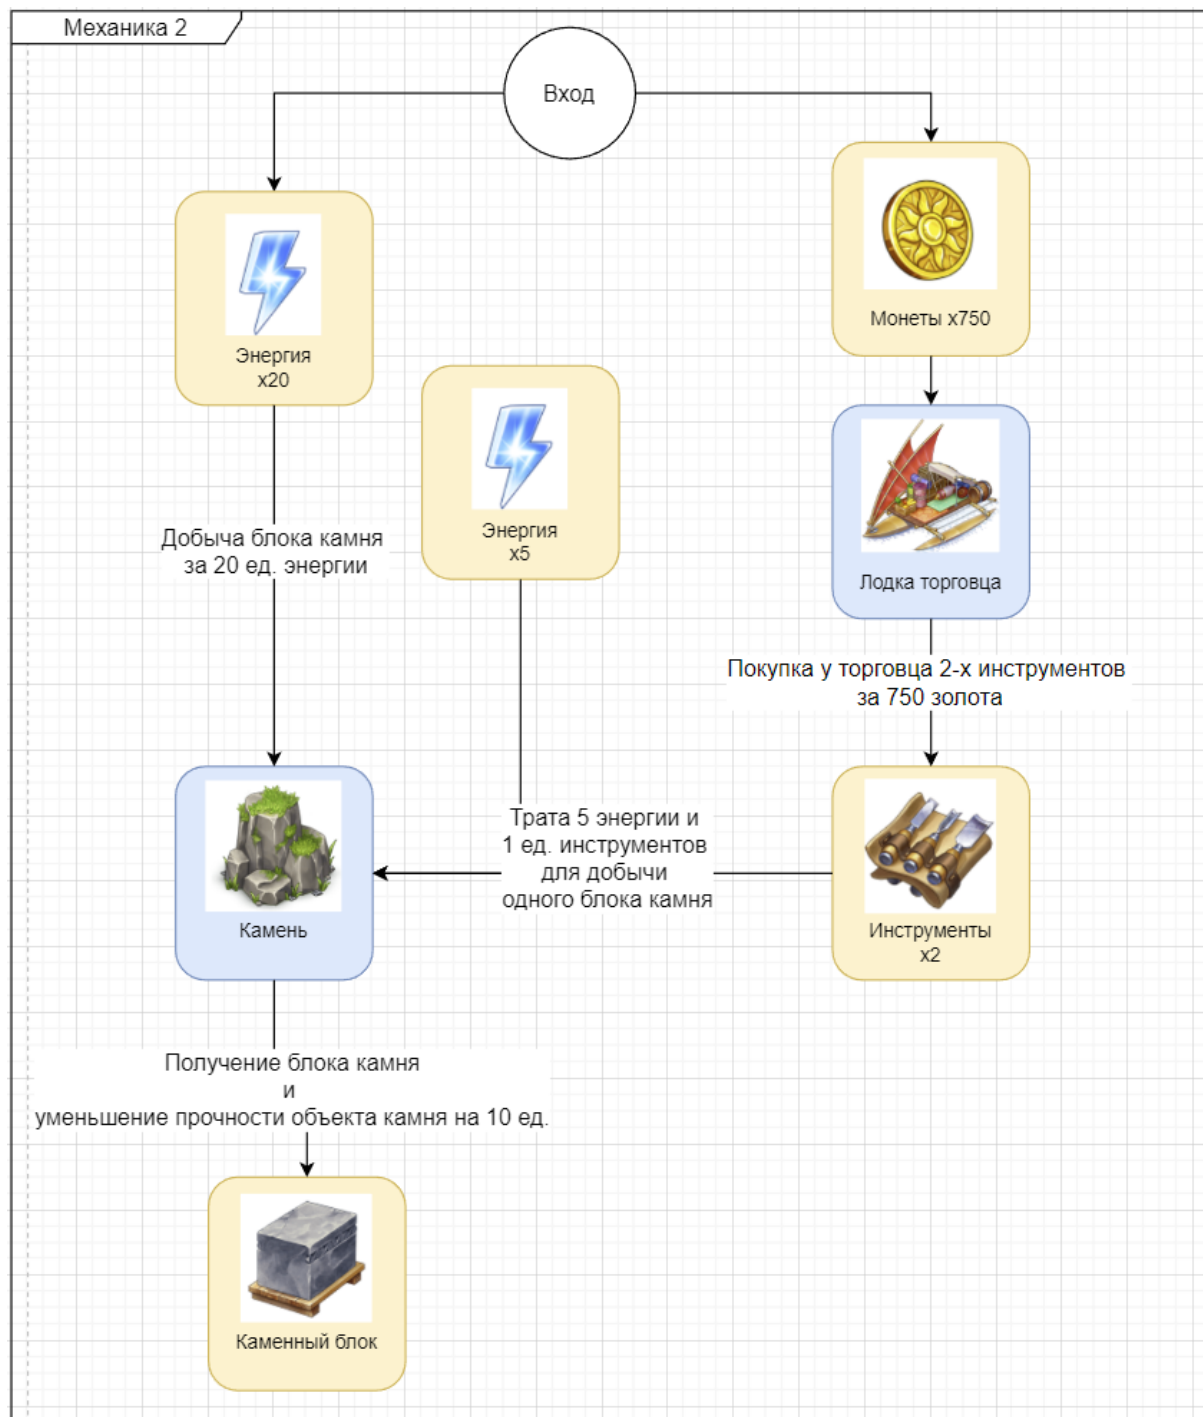 Механика 2
Вход
Монеты x750
Энергия
x20
Энергия
x5
Добыча блока камня
за 20 ед. энергии
Лодка торговца
Покупка у торговца 2-х инструментов
за 750 золота
Трата 5 энергии и
1 ед. инструментов
для добычи
одного блока камня
Камень
Инструменты
x2
Получение блока камня
и
уменьшение прочности объекта камня на 10 ед.
Каменный блок